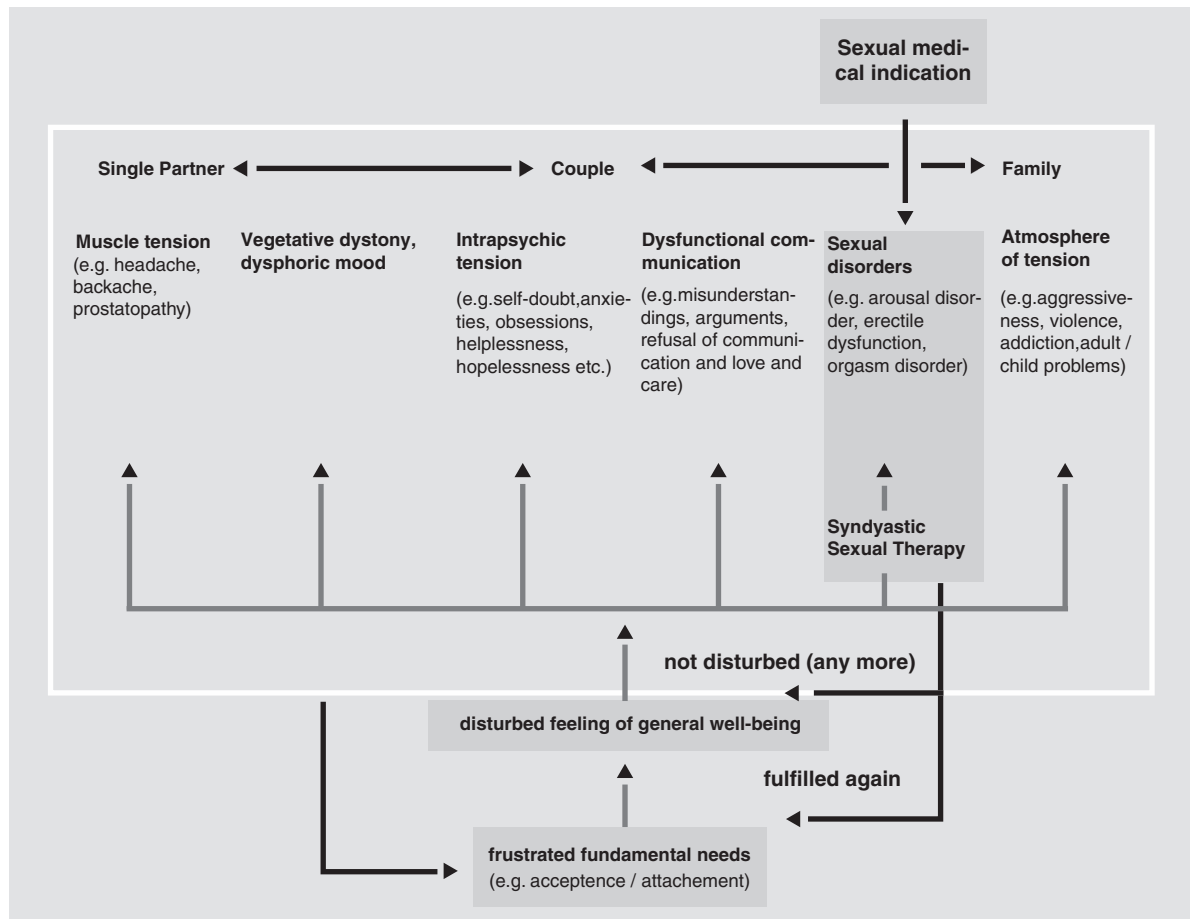 Sexual medi-
cal indication
Single Partner
Couple
Family
Muscle tension
(e.g. headache,
backache,
prostatopathy)
Vegetative dystony,
dysphoric mood
Intrapsychic
tension
(e.g.self-doubt,anxie-
ties, obsessions,
helplessness,
hopelessness etc.)
Dysfunctional com-
munication
(e.g.misunderstan-
dings, arguments,
refusal of communi-
cation and love and
care)
Sexual
disorders
(e.g. arousal disor-
der, erectile
dysfunction,
orgasm disorder)
Atmosphere
of tension
(e.g.aggressive-
ness, violence,
addiction,adult /
child problems)
Syndyastic
Sexual Therapy
not disturbed (any more)
disturbed feeling of general well-being
fulfilled again
frustrated fundamental needs
(e.g. acceptence / attachement)